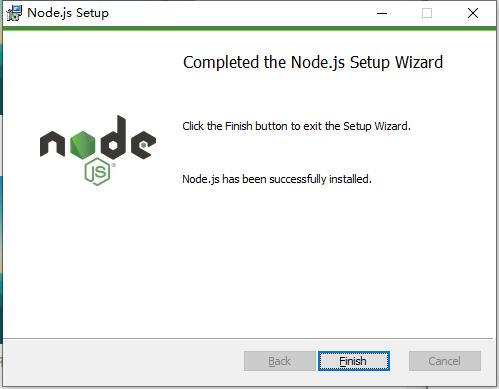 Node.js Setup
Completed the Node.js Setup Wizard
Click the Finish button to exit the Setup Wizard.
node
JS
®
Node.js has been successfully installed.
Back
Finish
Cancel